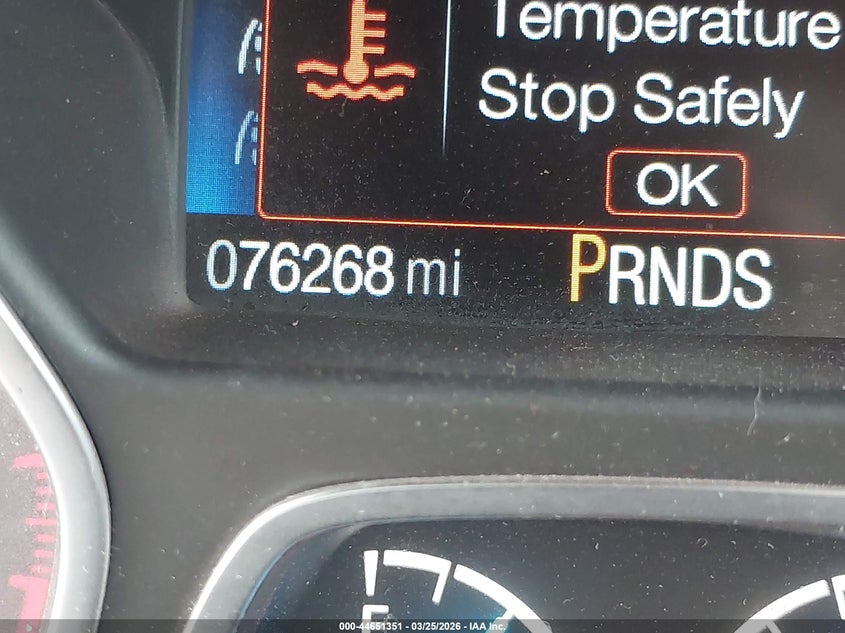 Temperature
Stop Safely
OK
076268 mi PRNDS
000-44651351 - 03/25/2026 - IAA Inc.